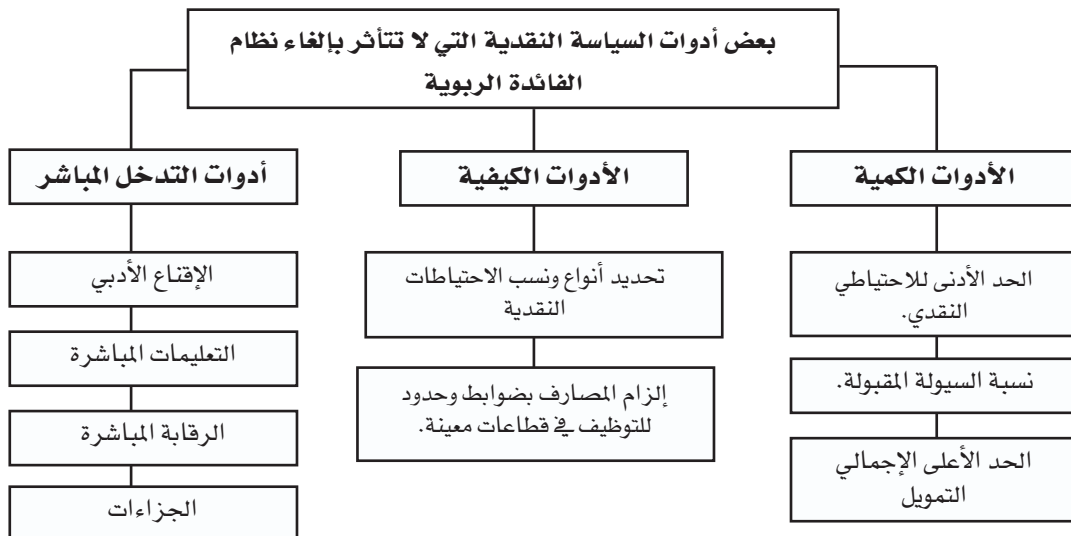 بعض أدوات السياسة النقدية التي لا تتأثر بإلغاء نظام
الفائدة الربوية
الأدوات الكمية
الحد الأدنى للاحتياطي
النقدي.
نسبة السيولة المقبولة.
الحد الأعلى الإجمالي
التمويل
الأدوات الكيفية
تحديد أنواع ونسب الاحتياطات
النقدية
إلزام المصارف بضوابط وحدود
للتوظيف في قطاعات معينة.
أدوات التدخل المباشر
الإقناع الأدبي
التعليمات المباشرة
الرقابة المباشرة
الجزاءات